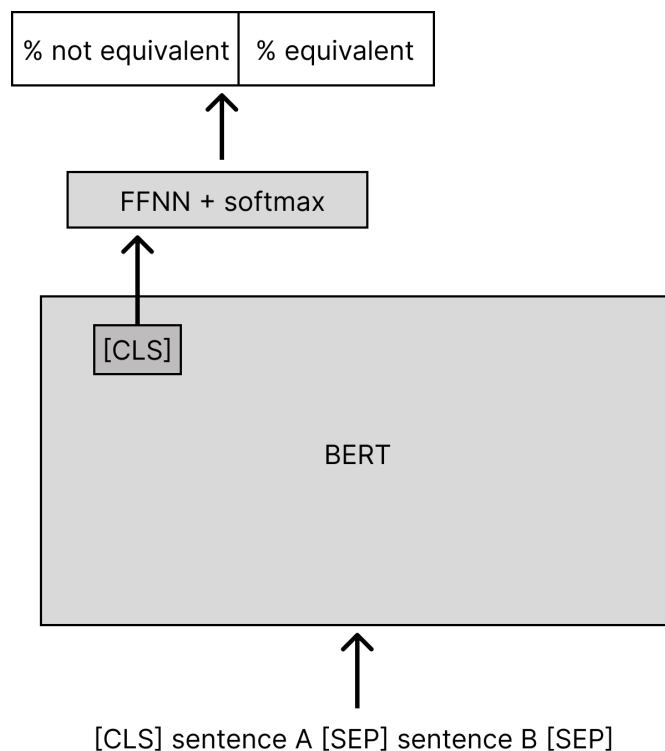 % not equivalent % equivalent
FFNN + softmax
[CLS]
BERT
[CLS] sentence A [SEP] sentence B [SEP]